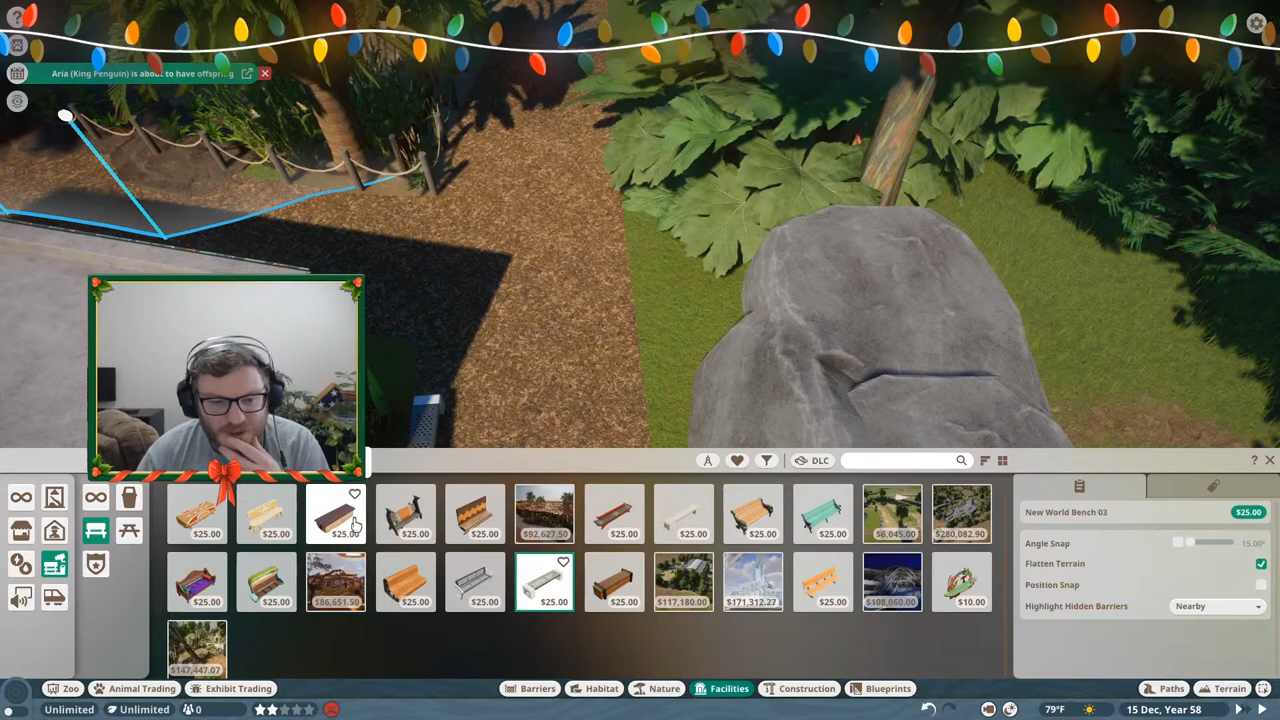 ?
Aria (King Penguin) is about to have offspring
DLC
? X
$25.00 $25.00 $25.00 $25.00 $25.00 $92,627.50 $25.00 $25.00 $25.00 $25.00 $6,045.00 $280,082.90
$25.00 $25.00 $86,651.50 $25.00 $25.00 $25.00 $25.00 $117,180.00 $171,312.27 $25.00 $108,060.00 $10.00
$147,447.07
New World Bench 03 $25.00
Angle Snap 15.00°
Flatten Terrain
Position Snap
Highlight Hidden Barriers Nearby
Zoo Animal Trading Exhibit Trading Barriers Habitat Nature Facilities Construction Blueprints Paths Terrain
Unlimited Unlimited 0 79°F 15 Dec, Year 58